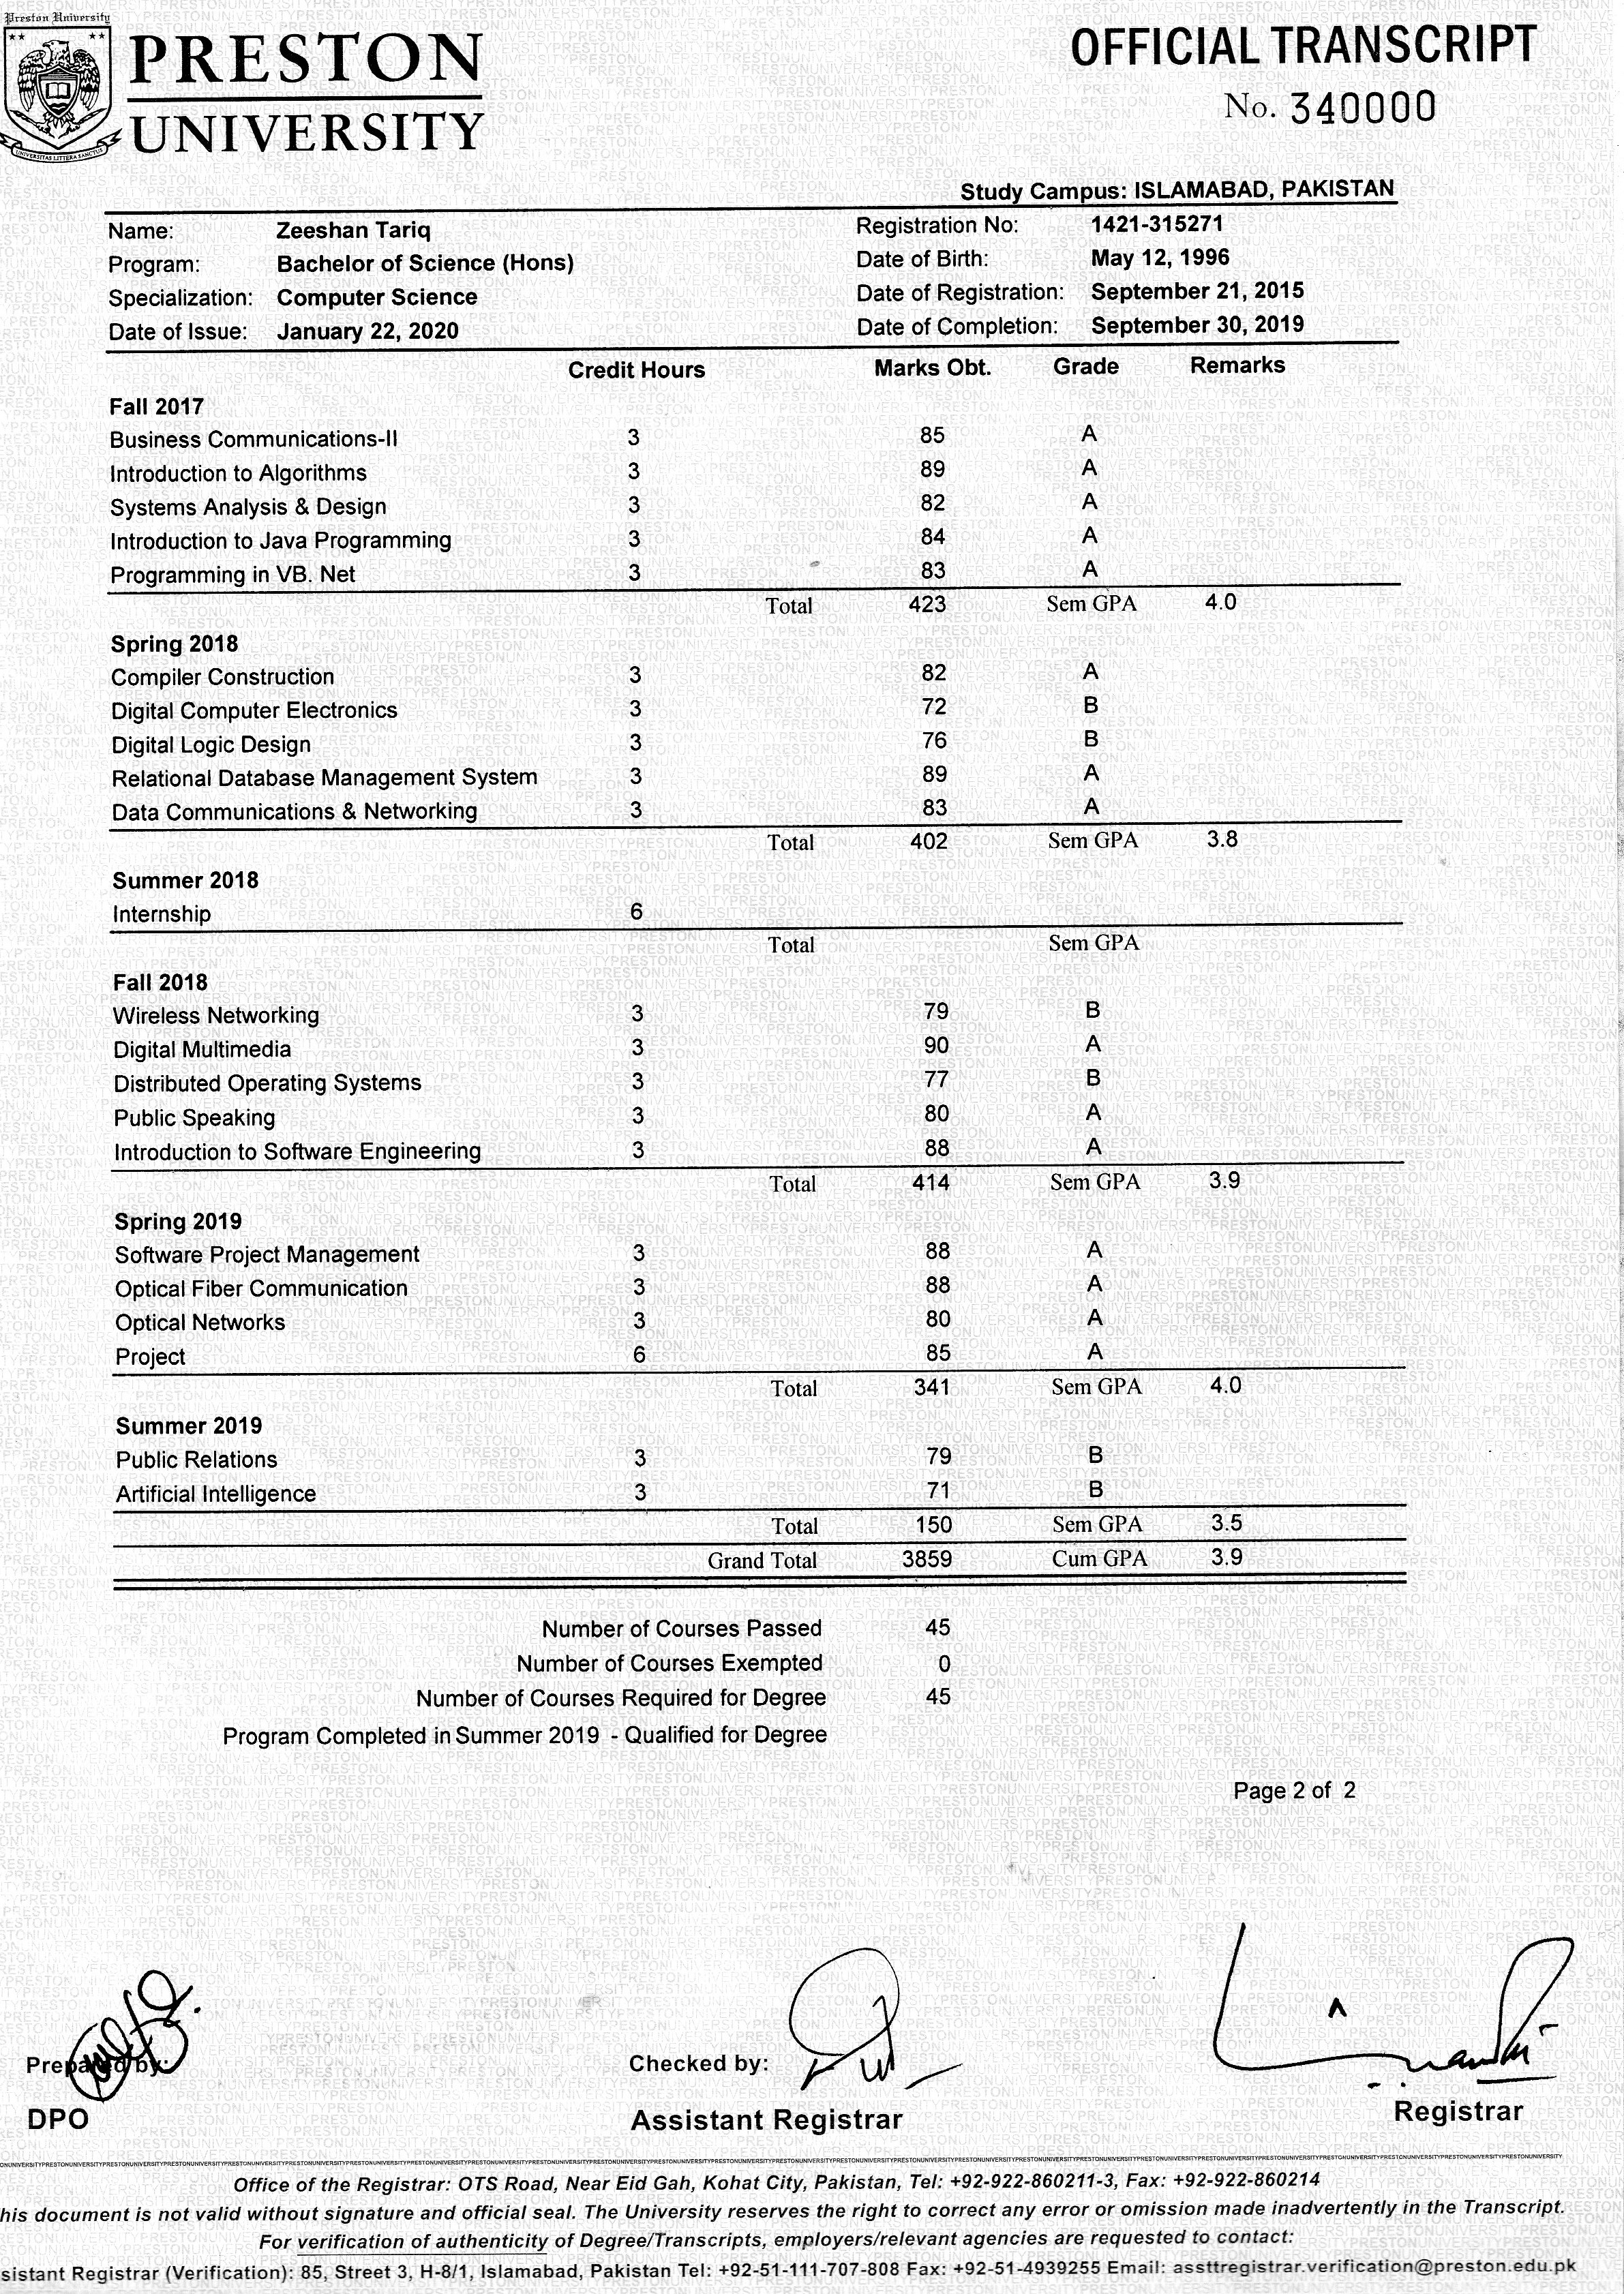 Preston University
PRESTON
UNIVERSITY
UNIVERSITAS LITTERA SANCTUS
OFFICIAL TRANSCRIPT
No. 340000
Study Campus: ISLAMABAD, PAKISTAN
Name: Zeeshan Tariq Registration No: 1421-315271
Program: Bachelor of Science (Hons) Date of Birth: May 12, 1996
Specialization: Computer Science Date of Registration: September 21, 2015
Date of Issue: January 22, 2020 Date of Completion: September 30, 2019
Credit Hours Marks Obt. Grade Remarks
Fall 2017
Business Communications-II 3 85 A
Introduction to Algorithms 3 89 A
Systems Analysis & Design 3 82 A
Introduction to Java Programming 3 84 A
Programming in VB. Net 3 83 A
Total 423 Sem GPA 4.0
Spring 2018
Compiler Construction 3 82 A
Digital Computer Electronics 3 72 B
Digital Logic Design 3 76 B
Relational Database Management System 3 89 A
Data Communications & Networking 3 83 A
Total 402 Sem GPA 3.8
Summer 2018
Internship 6
Total Sem GPA
Fall 2018
Wireless Networking 3 79 B
Digital Multimedia 3 90 A
Distributed Operating Systems 3 77 B
Public Speaking 3 80 A
Introduction to Software Engineering 3 88 A
Total 414 Sem GPA 3.9
Spring 2019
Software Project Management 3 88 A
Optical Fiber Communication 3 88 A
Optical Networks 3 80 A
Project 6 85 A
Total 341 Sem GPA 4.0
Summer 2019
Public Relations 3 79 B
Artificial Intelligence 3 71 B
Total 150 Sem GPA 3.5
Grand Total 3859 Cum GPA 3.9
Number of Courses Passed 45
Number of Courses Exempted 0
Number of Courses Required for Degree 45
Program Completed in Summer 2019 - Qualified for Degree
Page 2 of 2
Prepared by: Checked by:
DPO Assistant Registrar Registrar
Office of the Registrar: OTS Road, Near Eid Gah, Kohat City, Pakistan, Tel: +92-922-860211-3, Fax: +92-922-860214
his document is not valid without signature and official seal. The University reserves the right to correct any error or omission made inadvertently in the Transcript.
For verification of authenticity of Degree/Transcripts, employers/relevant agencies are requested to contact:
sistant Registrar (Verification): 85, Street 3, H-8/1, Islamabad, Pakistan Tel: +92-51-111-707-808 Fax: +92-51-4939255 Email: assttregistrar.verification@preston.edu.pk